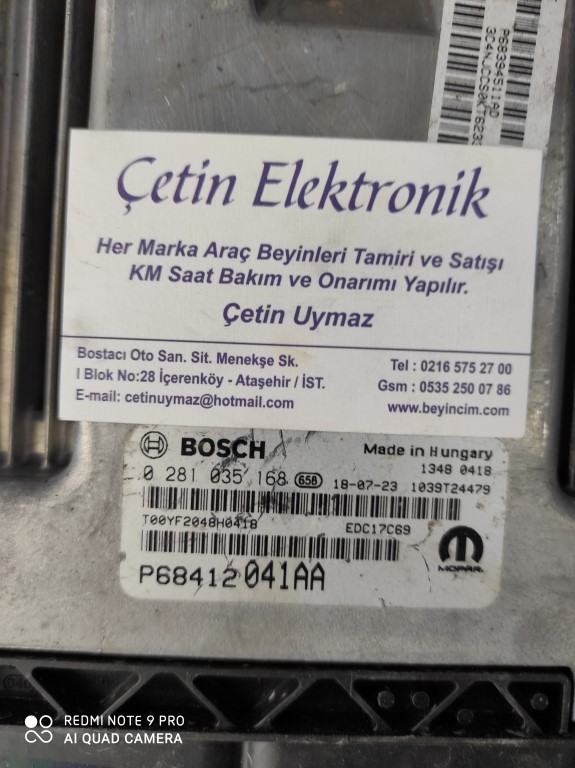 P68394511AD
Çetin Elektronik
Her Marka Araç Beyinleri Tamiri ve Satışı
KM Saat Bakım ve Onarımı Yapılır.
Çetin Uymaz
Bostacı Oto San. Sit. Menekşe Sk.
I Blok No:28 İçerenköy - Ataşehir / İST.
E-mail: cetinuymaz@hotmail.com
Tel : 0216 575 27 00
Gsm : 0535 250 07 86
www.beyincim.com
BOSCH
Made in Hungary
1348 0418
0 281 035 168 658 18-07-23 1039T24479
T00YF2048H0418 EDC17C69
P68412041AA
MOPAR
REDMI NOTE 9 PRO
AI QUAD CAMERA